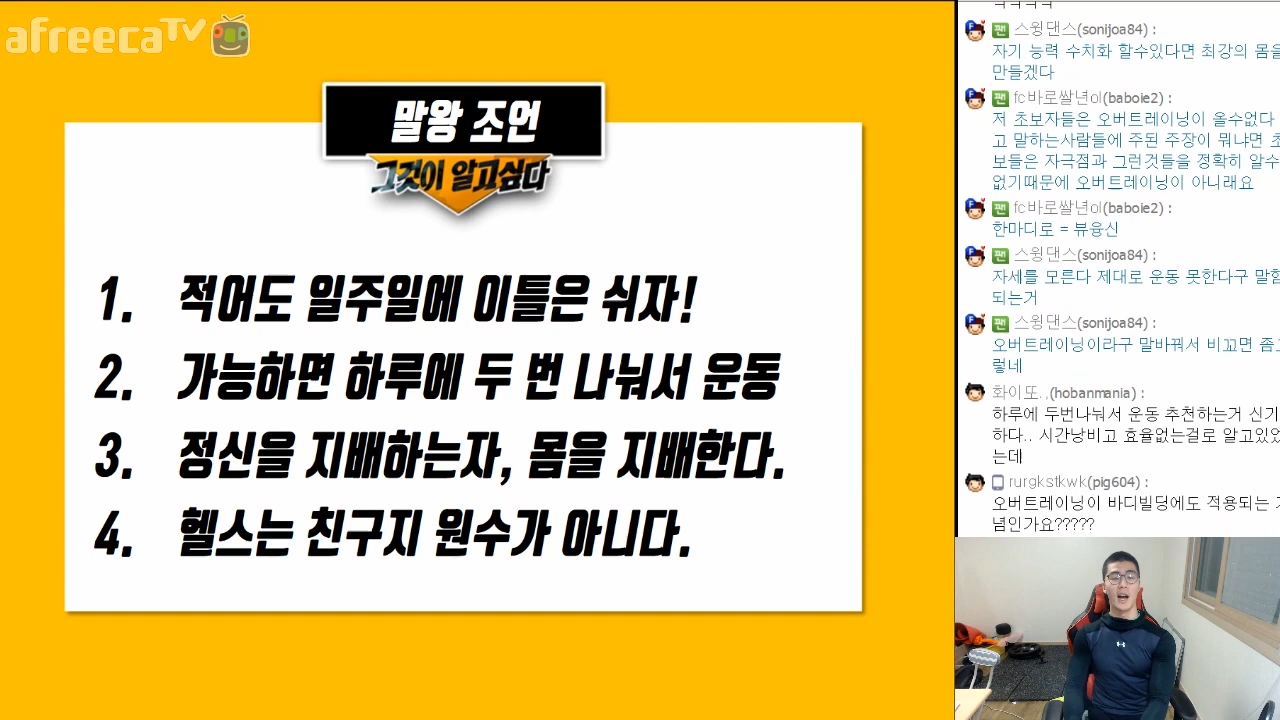 afreecaTV
말왕 조언
그것이 알고싶다
1. 적어도 일주일에 이틀은 쉬자!
2. 가능하면 하루에 두 번 나눠서 운동
3. 정신을 지배하는자, 몸을 지배한다.
4. 헬스는 친구지 원수가 아니다.
ㅋㅋㅋㅋ
팬 스윙댄스(sonijoa84) :
자기 능력 수치화 할수있다면 최강의 몸을
만들겠다
팬 fc바로쌀년이(baboie2) :
저 초보자들은 오버트레이닝이 올수없다
고 말하는사람들에 주된 주장이 뭐냐면 초
보들은 자극점과 그런것들을 정확히 알수
없기때문에 오버트레이닝이 아니래요
팬 fc바로쌀년이(baboie2) :
한마디로 = 뷰융신
팬 스윙댄스(sonijoa84) :
자세를 모른다 제대로 운동 못한다구 말함
되는거
팬 스윙댄스(sonijoa84) :
오버트레이닝이라구 말바꿔서 비꼬면 좀그
렇네
화이또.,(hobanmania) :
하루에 두번나눠서 운동 추천하는거 신기
하다.. 시간낭비고 효율없는걸로 알고있었
는데
rurgkstkwk(pig604) :
오버트레이닝이 바디빌딩에도 적용되는
념인가요?????